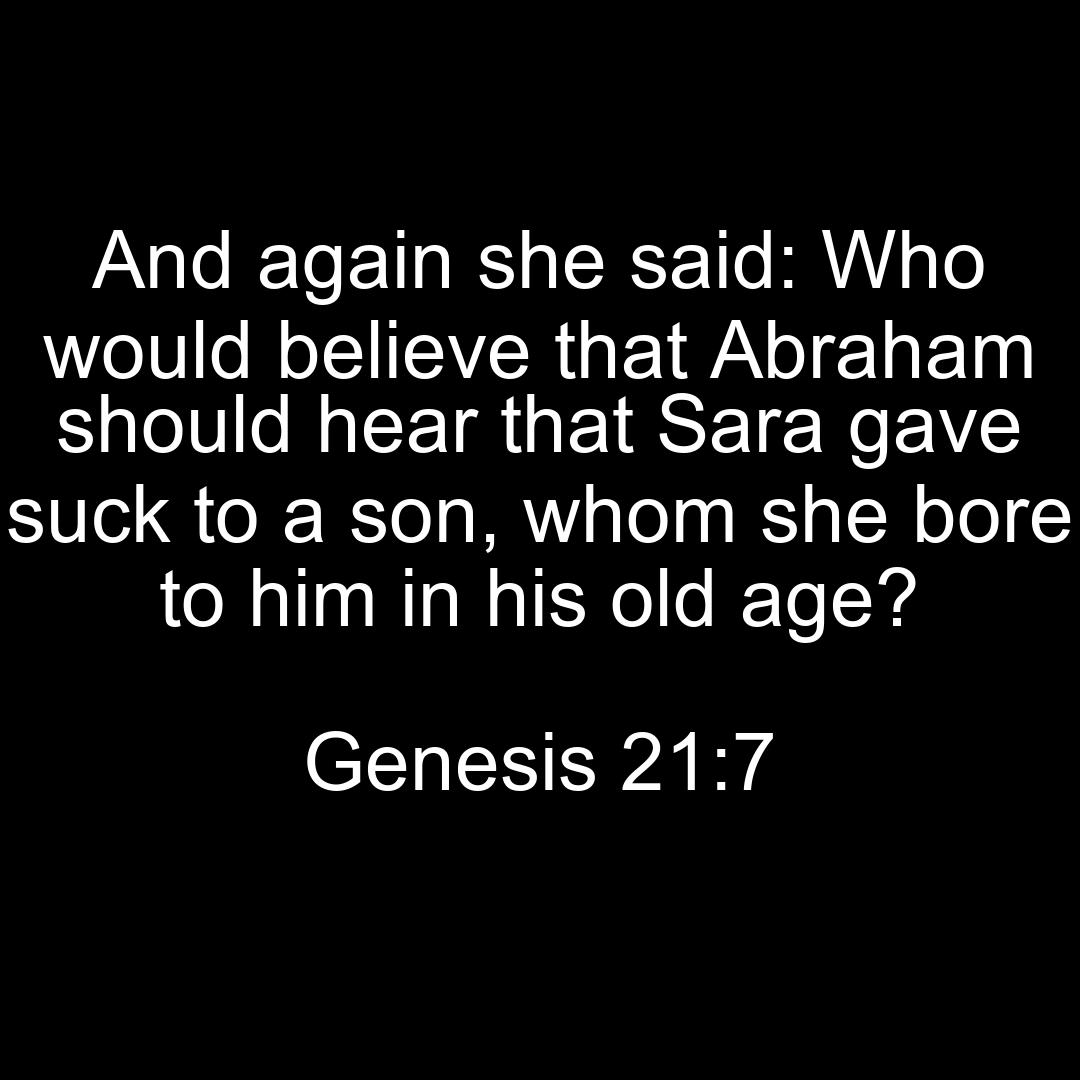 And again she said: Who
would believe that Abraham
should hear that Sara gave
suck to a son, whom she bore
to him in his old age?
Genesis 21:7